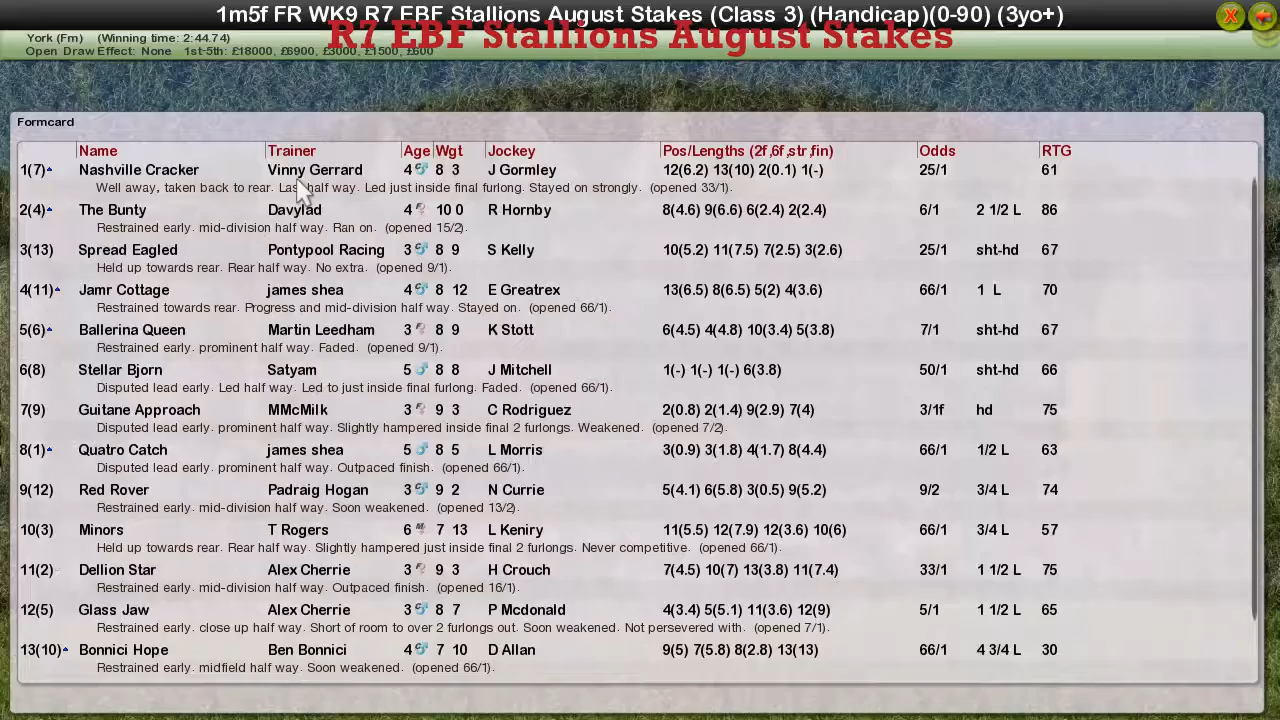 1m5f FR WK9 R7 EBF Stallions August Stakes (Class 3) (Handicap)(0-90) (3yo+)
R7 EBF Stallions August Stakes
York (Fm) (Winning time: 2:44.74)
Open Draw Effect: None 1st-5th: £18000, £6900, £3000, £1500, £600
Formcard
Name Trainer Age Wgt Jockey Pos/Lengths (2f,6f,str,fin) Odds RTG
1(7) Nashville Cracker Vinny Gerrard 4 8 3 J Gormley 12(6.2) 13(10) 2(0.1) 1(-) 25/1 61
Well away, taken back to rear. Last half way. Led just inside final furlong. Stayed on strongly. (opened 33/1).
2(4) The Bunty Davylad 4 10 0 R Hornby 8(4.6) 9(6.6) 6(2.4) 2(2.4) 6/1 2 1/2 L 86
Restrained early. mid-division half way. Ran on. (opened 15/2).
3(13) Spread Eagled Pontypool Racing 3 8 9 S Kelly 10(5.2) 11(7.5) 7(2.5) 3(2.6) 25/1 sht-hd 67
Held up towards rear. Rear half way. No extra. (opened 9/1).
4(11) Jamr Cottage james shea 4 8 12 E Greatrex 13(6.5) 8(6.5) 5(2) 4(3.6) 66/1 1 L 70
Restrained towards rear. Progress and mid-division half way. Stayed on. (opened 66/1).
5(6) Ballerina Queen Martin Leedham 3 8 9 K Stott 6(4.5) 4(4.8) 10(3.4) 5(3.8) 7/1 sht-hd 67
Restrained early. prominent half way. Faded. (opened 9/1).
6(8) Stellar Bjorn Satyam 5 8 8 J Mitchell 1(-) 1(-) 1(-) 6(3.8) 50/1 sht-hd 66
Disputed lead early. Led half way. Led to just inside final furlong. Faded. (opened 66/1).
7(9) Guitane Approach MMcMilk 3 9 3 C Rodriguez 2(0.8) 2(1.4) 9(2.9) 7(4) 3/1f hd 75
Disputed lead early. prominent half way. Slightly hampered inside final 2 furlongs. Weakened. (opened 7/2).
8(1) Quatro Catch james shea 5 8 5 L Morris 3(0.9) 3(1.8) 4(1.7) 8(4.4) 66/1 1/2 L 63
Disputed lead early. prominent half way. Outpaced finish. (opened 66/1).
9(12) Red Rover Padraig Hogan 3 9 2 N Currie 5(4.1) 6(5.8) 3(0.5) 9(5.2) 9/2 3/4 L 74
Restrained early. mid-division half way. Soon weakened. (opened 13/2).
10(3) Minors T Rogers 6 7 13 L Keniry 11(5.5) 12(7.9) 12(3.6) 10(6) 66/1 3/4 L 57
Held up towards rear. Rear half way. Slightly hampered just inside final 2 furlongs. Never competitive. (opened 66/1).
11(2) Dellion Star Alex Cherrie 3 9 3 H Crouch 7(4.5) 10(7) 13(3.8) 11(7.4) 33/1 1 1/2 L 75
Restrained early. mid-division half way. Outpaced finish. (opened 16/1).
12(5) Glass Jaw Alex Cherrie 3 8 7 P Mcdonald 4(3.4) 5(5.1) 11(3.6) 12(9) 5/1 1 1/2 L 65
Restrained early. close up half way. Short of room to over 2 furlongs out. Soon weakened. Not persevered with. (opened 7/1).
13(10) Bonnici Hope Ben Bonnici 4 7 10 D Allan 9(5) 7(5.8) 8(2.8) 13(13) 66/1 4 3/4 L 30
Restrained early. midfield half way. Soon weakened. (opened 66/1).